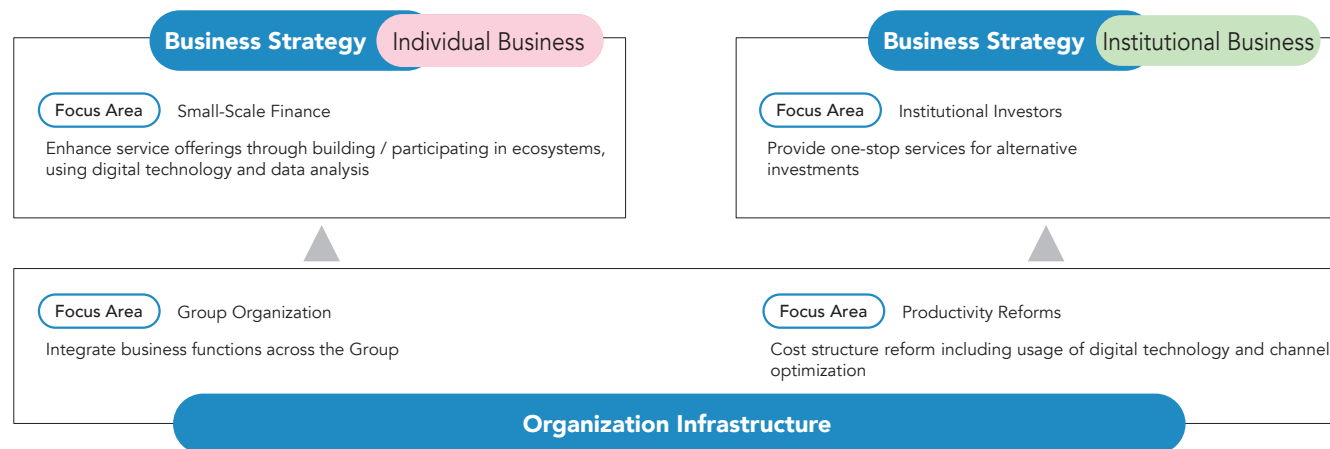 Business Strategy Individual Business
Focus Area Small-Scale Finance
Enhance service offerings through building / participating in ecosystems,
using digital technology and data analysis
Business Strategy Institutional Business
Focus Area Institutional Investors
Provide one-stop services for alternative
investments
Focus Area Group Organization
Integrate business functions across the Group
Focus Area Productivity Reforms
Cost structure reform including usage of digital technology and channel
optimization
Organization Infrastructure